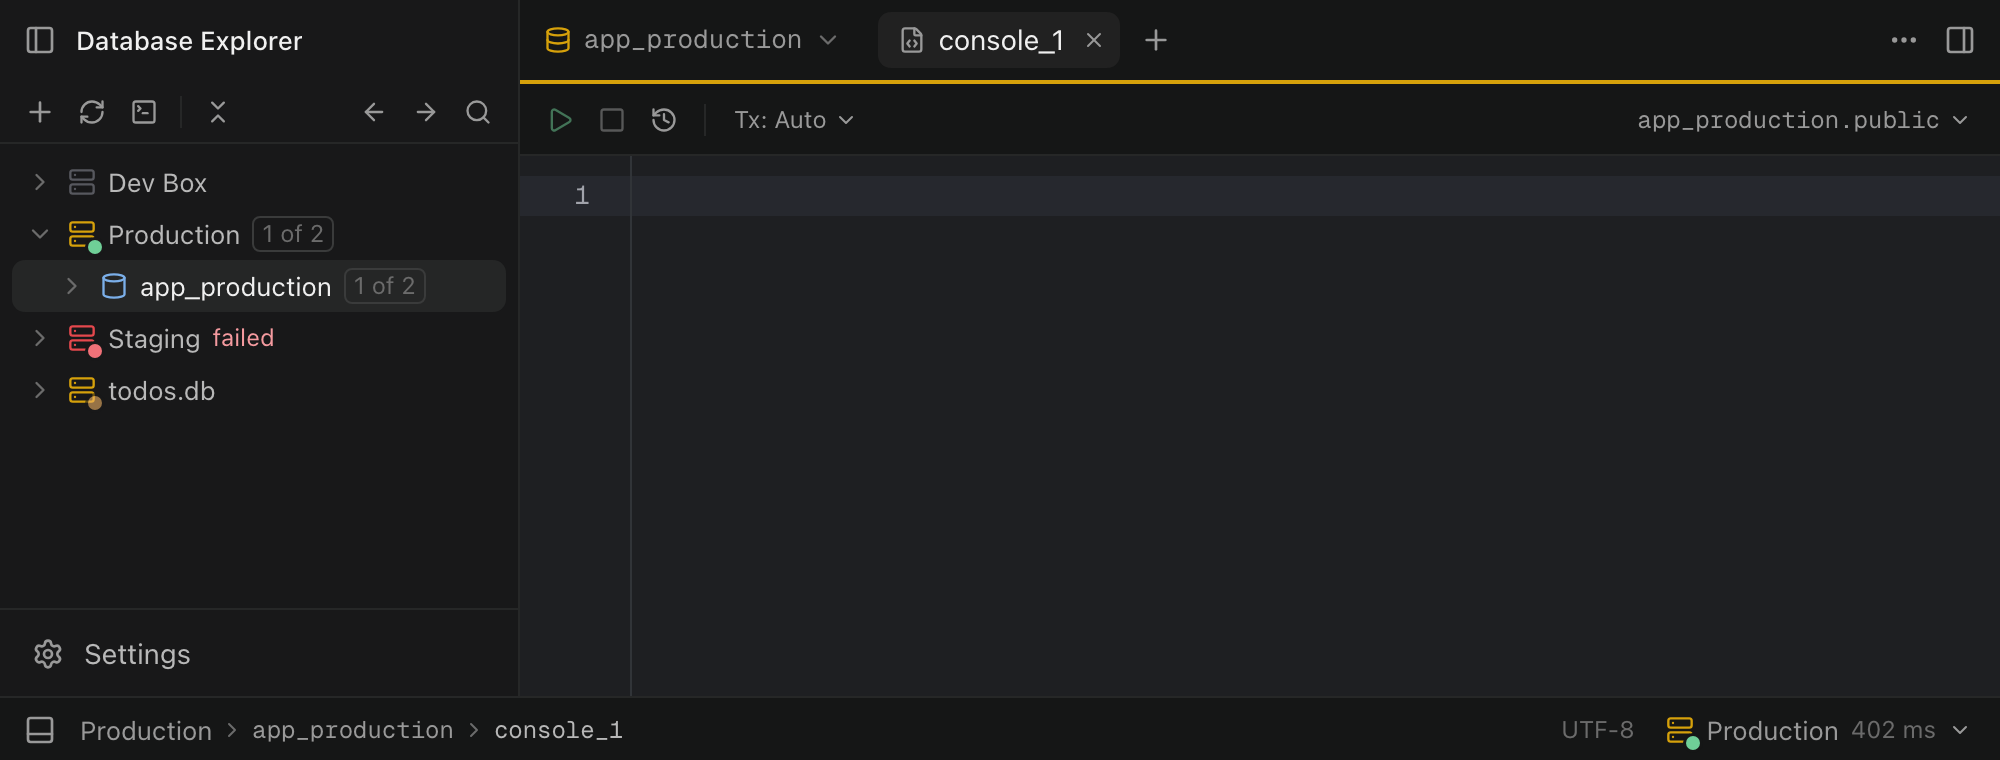 Database Explorer
app_production
console_1
Tx: Auto
app_production.public
Dev Box
Production 1 of 2
app_production 1 of 2
Staging failed
todos.db
Settings
1
Production > app_production > console_1
UTF-8
Production 402 ms